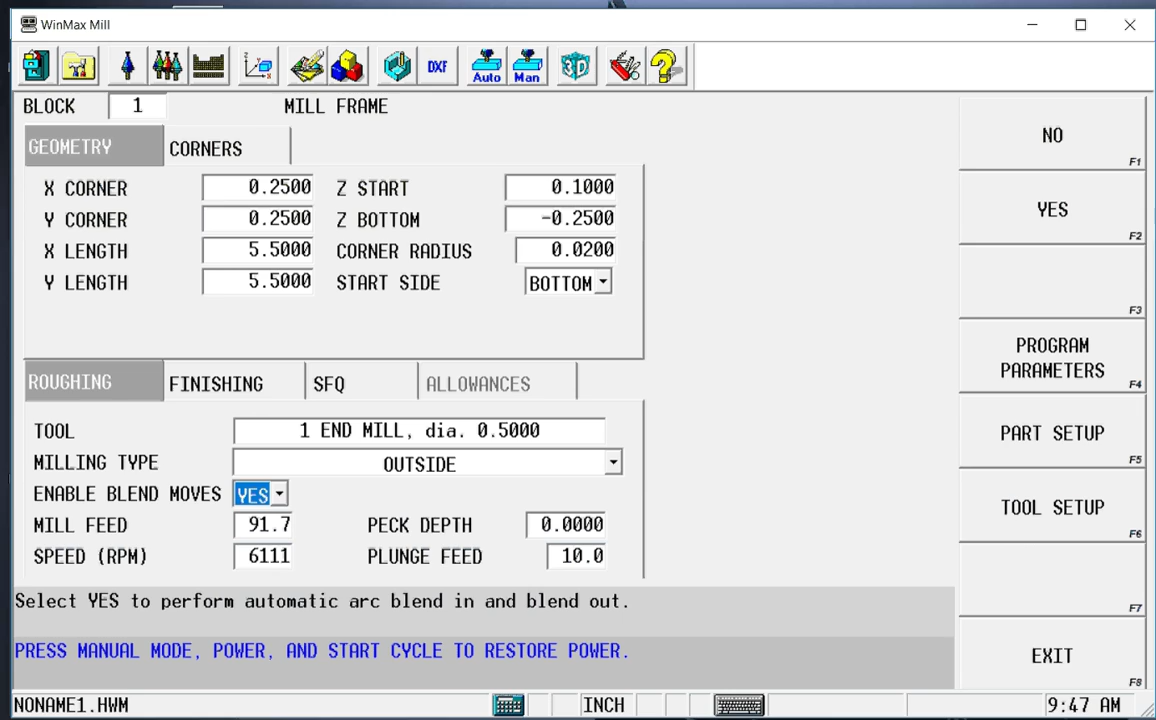 WinMax Mill
DXF Auto Man 3D
BLOCK 1 MILL FRAME
GEOMETRY CORNERS
X CORNER 0.2500 Z START 0.1000
Y CORNER 0.2500 Z BOTTOM -0.2500
X LENGTH 5.5000 CORNER RADIUS 0.0200
Y LENGTH 5.5000 START SIDE BOTTOM
ROUGHING FINISHING SFQ ALLOWANCES
TOOL 1 END MILL, dia. 0.5000
MILLING TYPE OUTSIDE
ENABLE BLEND MOVES YES
MILL FEED 91.7 PECK DEPTH 0.0000
SPEED (RPM) 6111 PLUNGE FEED 10.0
Select YES to perform automatic arc blend in and blend out.
PRESS MANUAL MODE, POWER, AND START CYCLE TO RESTORE POWER.
NO
F1
YES
F2
F3
PROGRAM
PARAMETERS
F4
PART SETUP
F5
TOOL SETUP
F6
F7
EXIT
F8
NONAME1.HWM INCH 9:47 AM